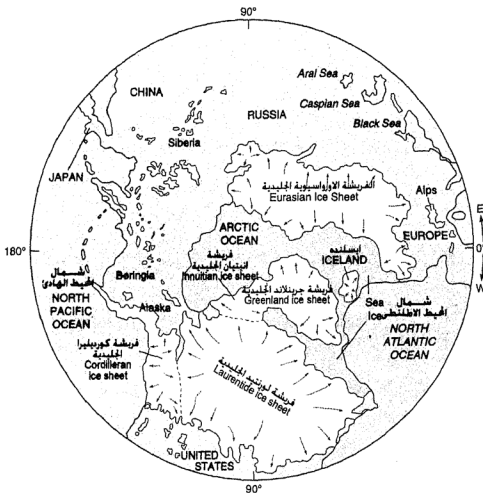 90°
Aral Sea
CHINA
Caspian Sea
RUSSIA
Black Sea
Siberia
JAPAN
الفريشة الاوراسيوية الجليدية
Eurasian Ice Sheet
Alps
ARCTIC
OCEAN
EUROPE
E
0°
W
180°
فريشة
انيتيان الجليدية
Innuitian ice sheet
ايسلنده
ICELAND
شمال
المحيط الهادئ
NORTH
PACIFIC
OCEAN
Beringia
Alaska
فريشة جرينلاند الجليدية
Greenland ice sheet
Sea
Ice
شمال
المحيط الاطلنطى
NORTH
ATLANTIC
OCEAN
فريشة كورديليرا
الجليدية
Cordilleran
ice sheet
فريشة لورنتيد الجليدية
Laurentide ice sheet
UNITED
STATES
90°